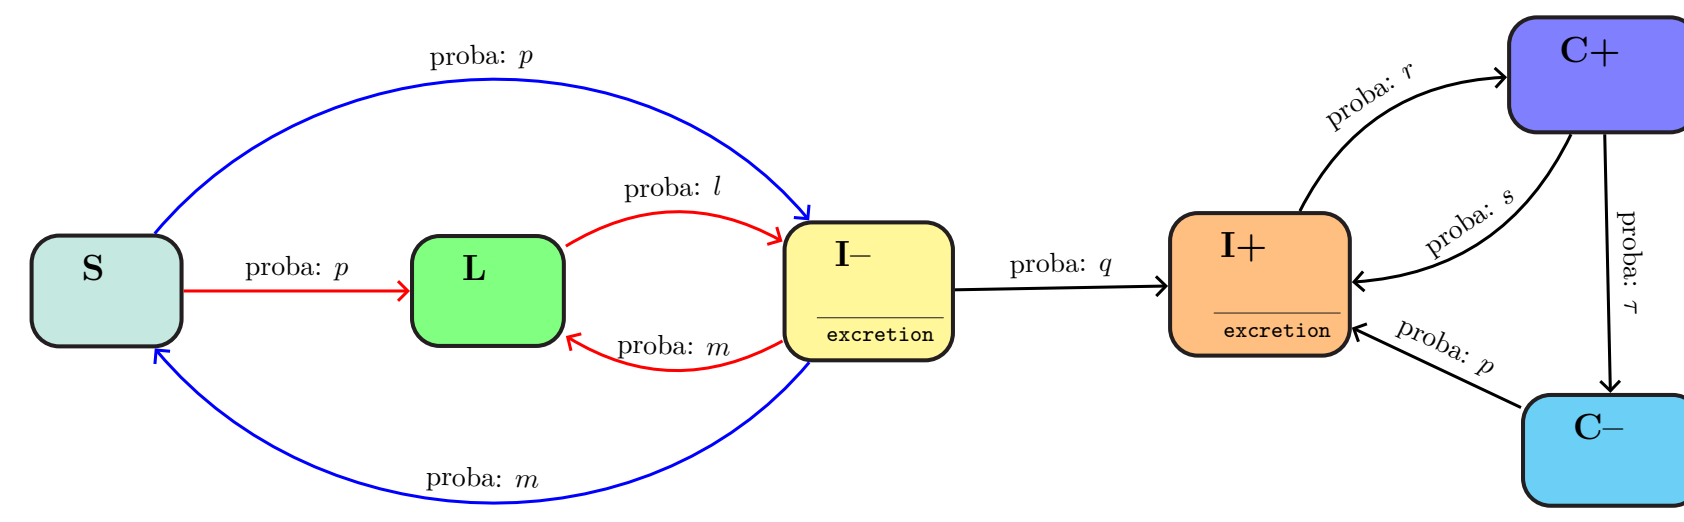 proba: p
C+
proba: r
proba: l
proba: s
S
proba: p
L
I–
excretion
proba: q
I+
excretion
proba: τ
proba: m
proba: p
C–
proba: m